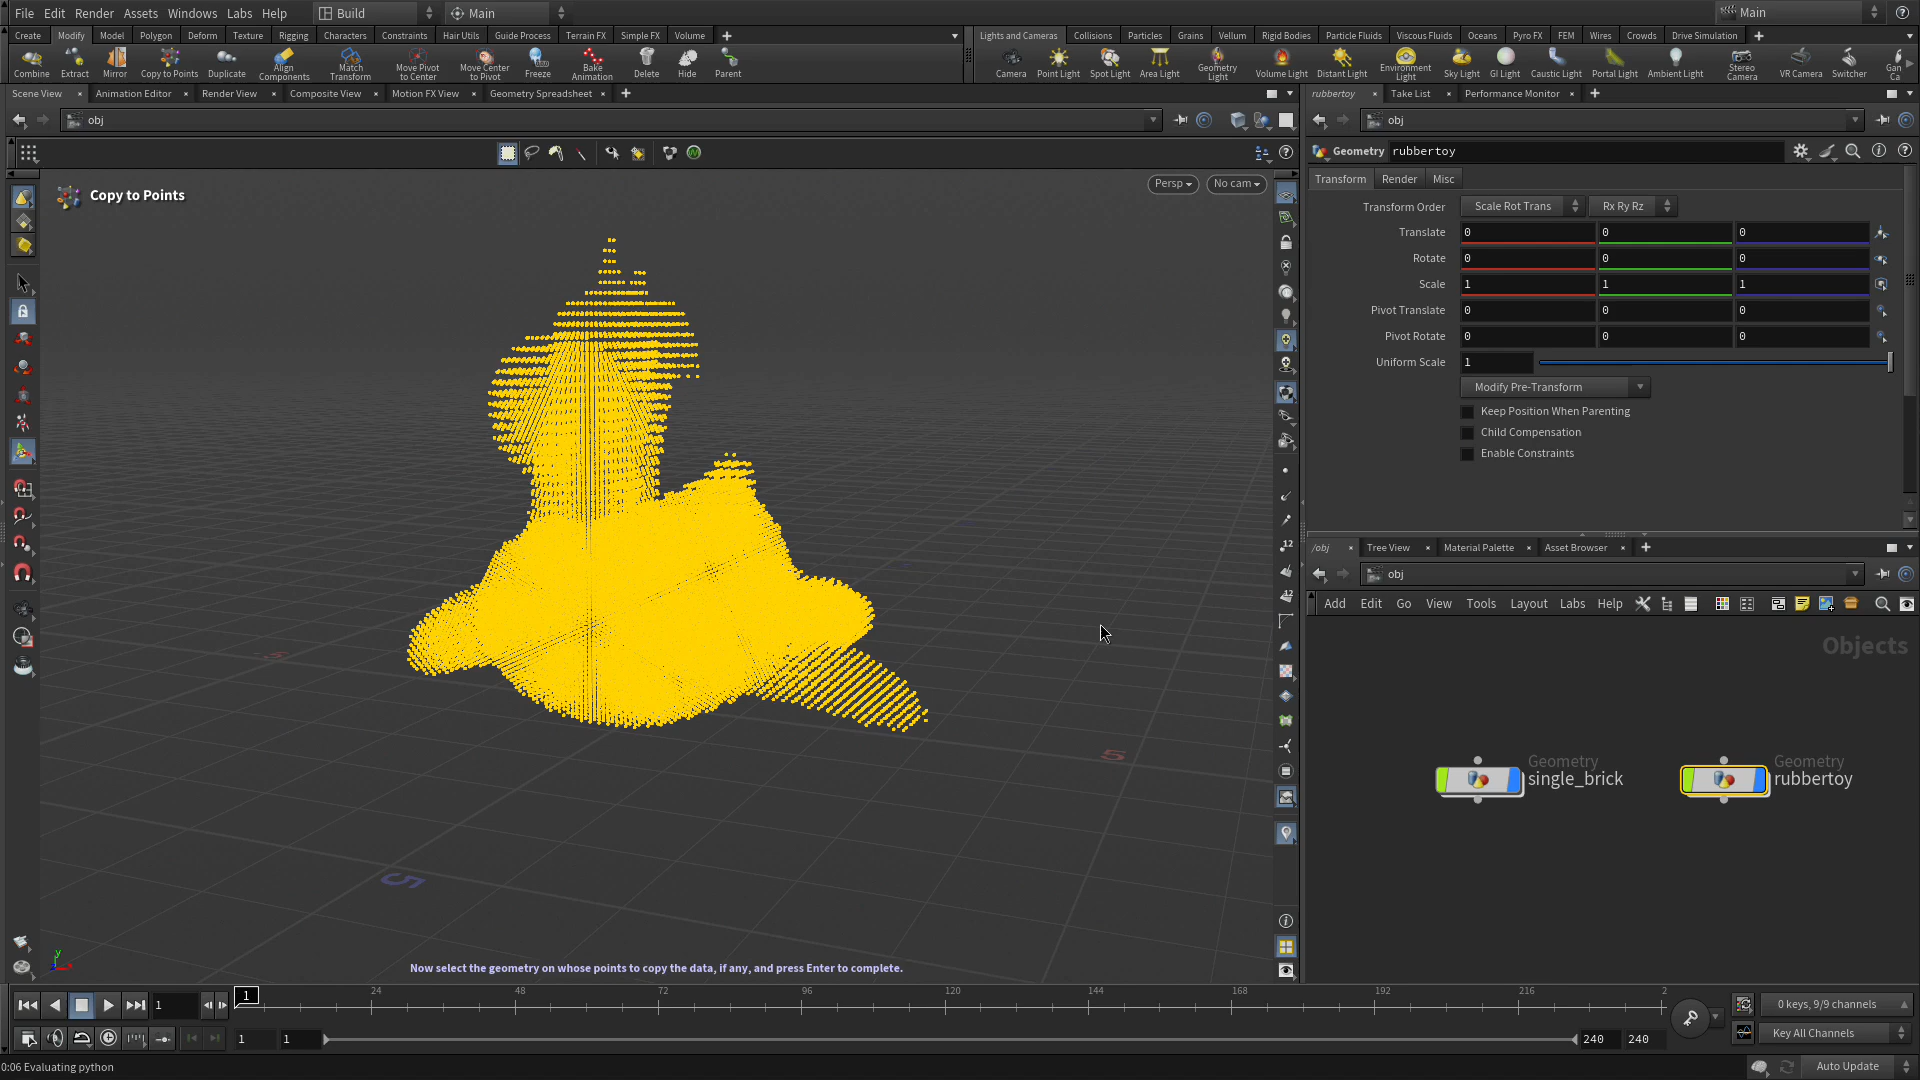 File Edit Render Assets Windows Labs Help Build Main Main
Create Modify Model Polygon Deform Texture Rigging Characters Constraints Hair Utils Guide Process Terrain FX Simple FX Volume
Lights and Cameras Collisions Particles Grains Vellum Rigid Bodies Particle Fluids Viscous Fluids Oceans Pyro FX FEM Wires Crowds Drive Simulation
Combine Extract Mirror Copy to Points Duplicate Align Components Match Transform Move Pivot to Center Move Center to Pivot Freeze Bake Animation Delete Hide Parent
Camera Point Light Spot Light Area Light Geometry Light Volume Light Distant Light Environment Light Sky Light GI Light Caustic Light Portal Light Ambient Light Stereo Camera VR Camera Switcher Gan Ca
Scene View Animation Editor Render View Composite View Motion FX View Geometry Spreadsheet
rubbertoy Take List Performance Monitor
obj
obj
Geometry rubbertoy
Copy to Points
Persp No cam
Transform Render Misc
Transform Order Scale Rot Trans Rx Ry Rz
Translate 0 0 0
Rotate 0 0 0
Scale 1 1 1
Pivot Translate 0 0 0
Pivot Rotate 0 0 0
Uniform Scale 1
Modify Pre-Transform
Keep Position When Parenting
Child Compensation
Enable Constraints
/obj Tree View Material Palette Asset Browser
obj
Add Edit Go View Tools Layout Labs Help
Objects
Geometry
single_brick
Geometry
rubbertoy
12
12
5
5
5
y
Now select the geometry on whose points to copy the data, if any, and press Enter to complete.
1 1 24 48 72 96 120 144 168 192 216 2
0 keys, 9/9 channels
1 1 240 240
Key All Channels
0:06 Evaluating python
Auto Update